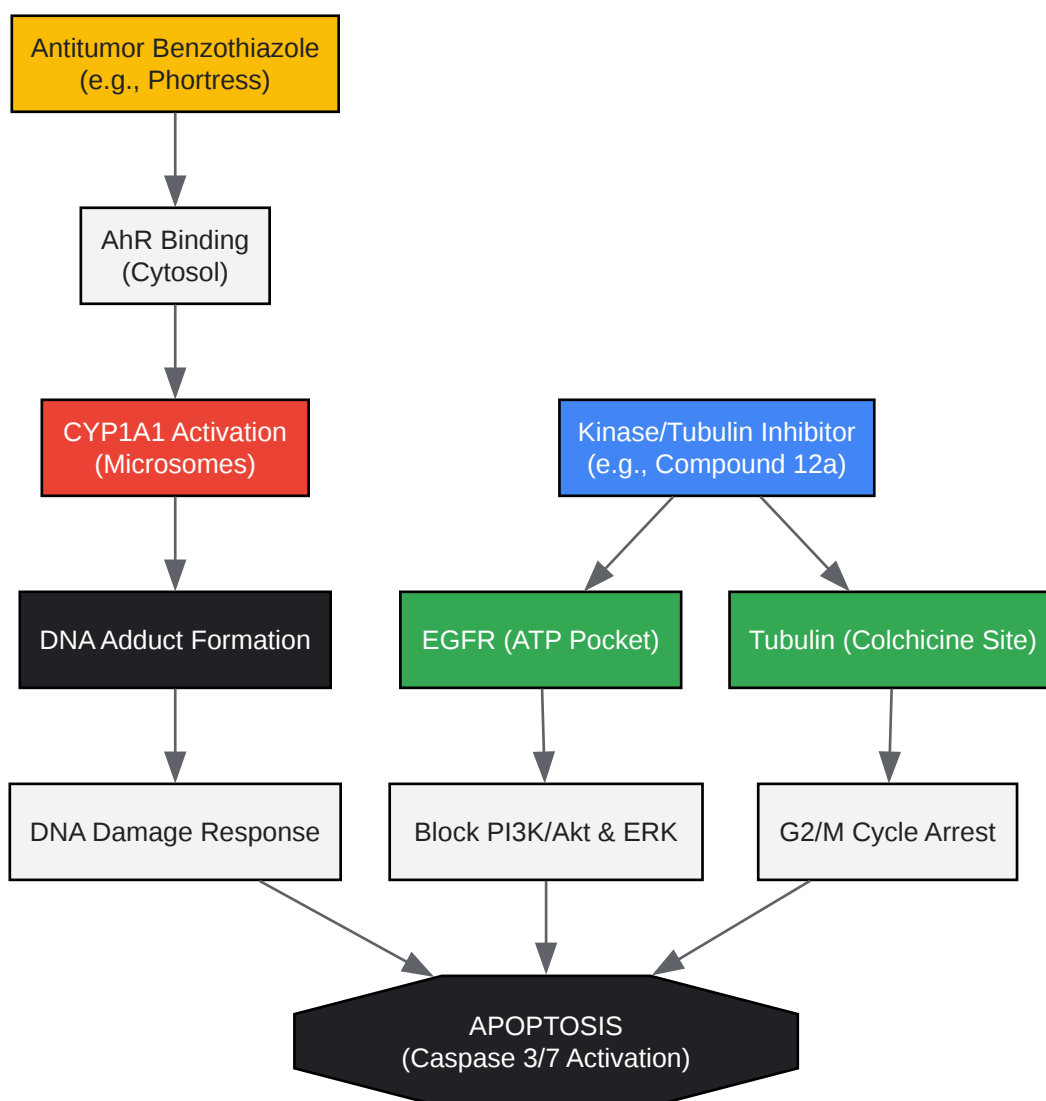 Antitumor Benzothiazole
(e.g., Phortress)
AhR Binding
(Cytosol)
CYP1A1 Activation
(Microsomes)
Kinase/Tubulin Inhibitor
(e.g., Compound 12a)
DNA Adduct Formation
EGFR (ATP Pocket)
Tubulin (Colchicine Site)
DNA Damage Response
Block PI3K/Akt & ERK
G2/M Cycle Arrest
APOPTOSIS
(Caspase 3/7 Activation)